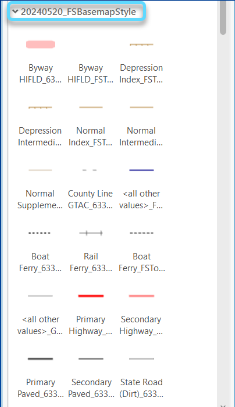 20240520_FSBasemapStyle
Byway Byway Depression
HIFLD_63... HIFLD_FST... Index_FST...
Depression Normal Normal
Intermedi... Index_FST... Intermedi...
Normal County Line <all other
Suppleme... GTAC_633... values>_F...
Boat Rail Boat
Ferry_633... Ferry_633... Ferry_FSTo...
<all other Primary Secondary
values>_G... Highway_... Highway_...
Primary Secondary State Road
Paved_633... Paved_633... (Dirt)_633...